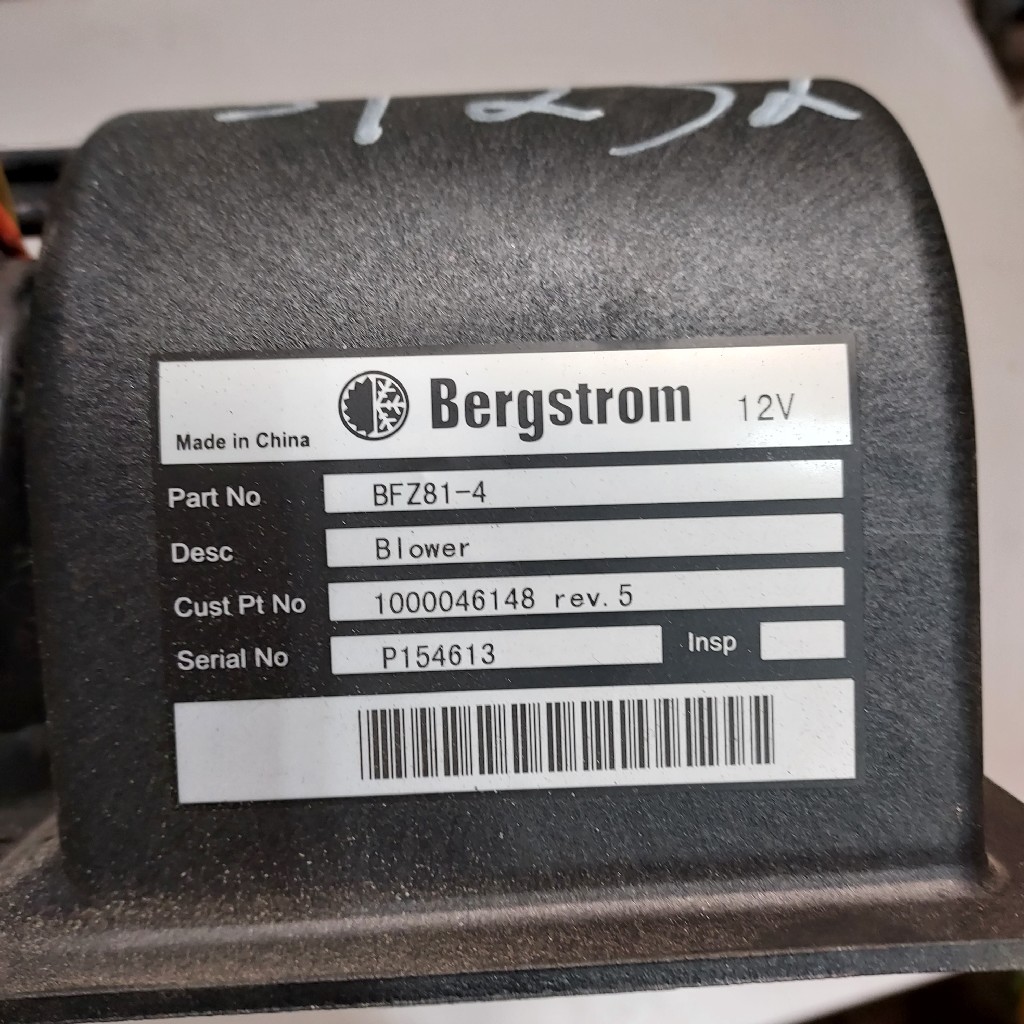 Made in China Bergstrom 12V
Part No BFZ81-4
Desc Blower
Cust Pt No 1000046148 rev.5
Serial No P154613 Insp